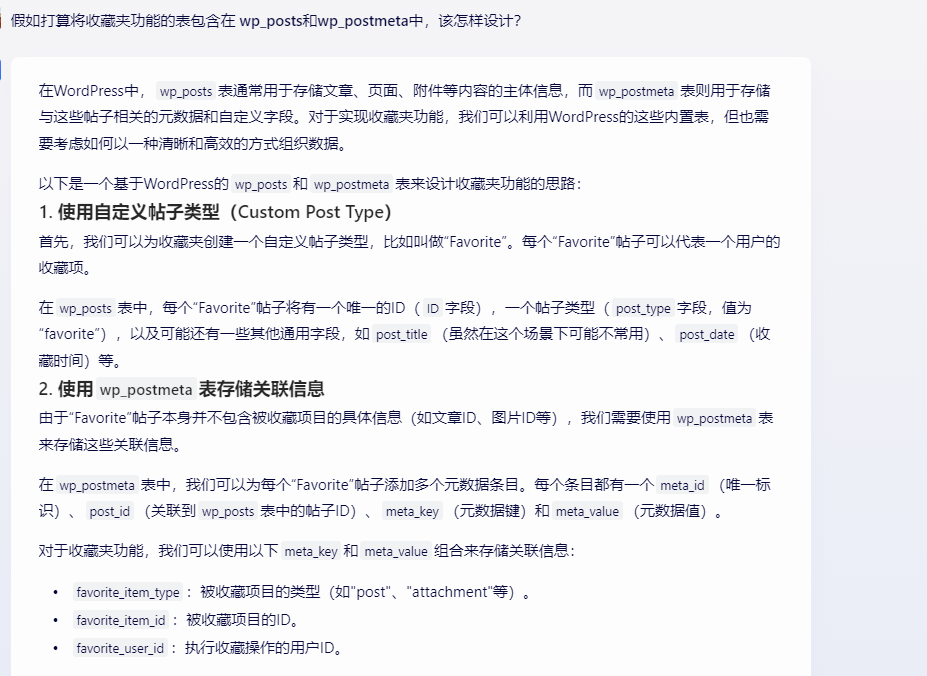 假如打算将收藏夹功能的表包含在 wp_posts和wp_postmeta中，该怎样设计？
在WordPress中， wp_posts 表通常用于存储文章、页面、附件等内容的主体信息，而 wp_postmeta 表则用于存储
与这些帖子相关的元数据和自定义字段。对于实现收藏夹功能，我们可以利用WordPress的这些内置表，但也需
要考虑如何以一种清晰和高效的方式组织数据。
以下是一个基于WordPress的 wp_posts 和 wp_postmeta 表来设计收藏夹功能的思路：
1. 使用自定义帖子类型（Custom Post Type）
首先，我们可以为收藏夹创建一个自定义帖子类型，比如叫做“Favorite”。每个“Favorite”帖子可以代表一个用户的
收藏项。
在 wp_posts 表中，每个“Favorite”帖子将有一个唯一的ID（ ID 字段），一个帖子类型（ post_type 字段，值为
“favorite”），以及可能还有一些其他通用字段，如 post_title （虽然在这个场景下可能不常用）、 post_date （收
藏时间）等。
2. 使用 wp_postmeta 表存储关联信息
由于“Favorite”帖子本身并不包含被收藏项目的具体信息（如文章ID、图片ID等），我们需要使用 wp_postmeta 表
来存储这些关联信息。
在 wp_postmeta 表中，我们可以为每个“Favorite”帖子添加多个元数据条目。每个条目都有一个 meta_id （唯一标
识）、 post_id （关联到 wp_posts 表中的帖子ID）、 meta_key （元数据键）和 meta_value （元数据值）。
对于收藏夹功能，我们可以使用以下 meta_key 和 meta_value 组合来存储关联信息：
• favorite_item_type ：被收藏项目的类型（如"post"、"attachment"等）。
• favorite_item_id ：被收藏项目的ID。
• favorite_user_id ：执行收藏操作的用户ID。